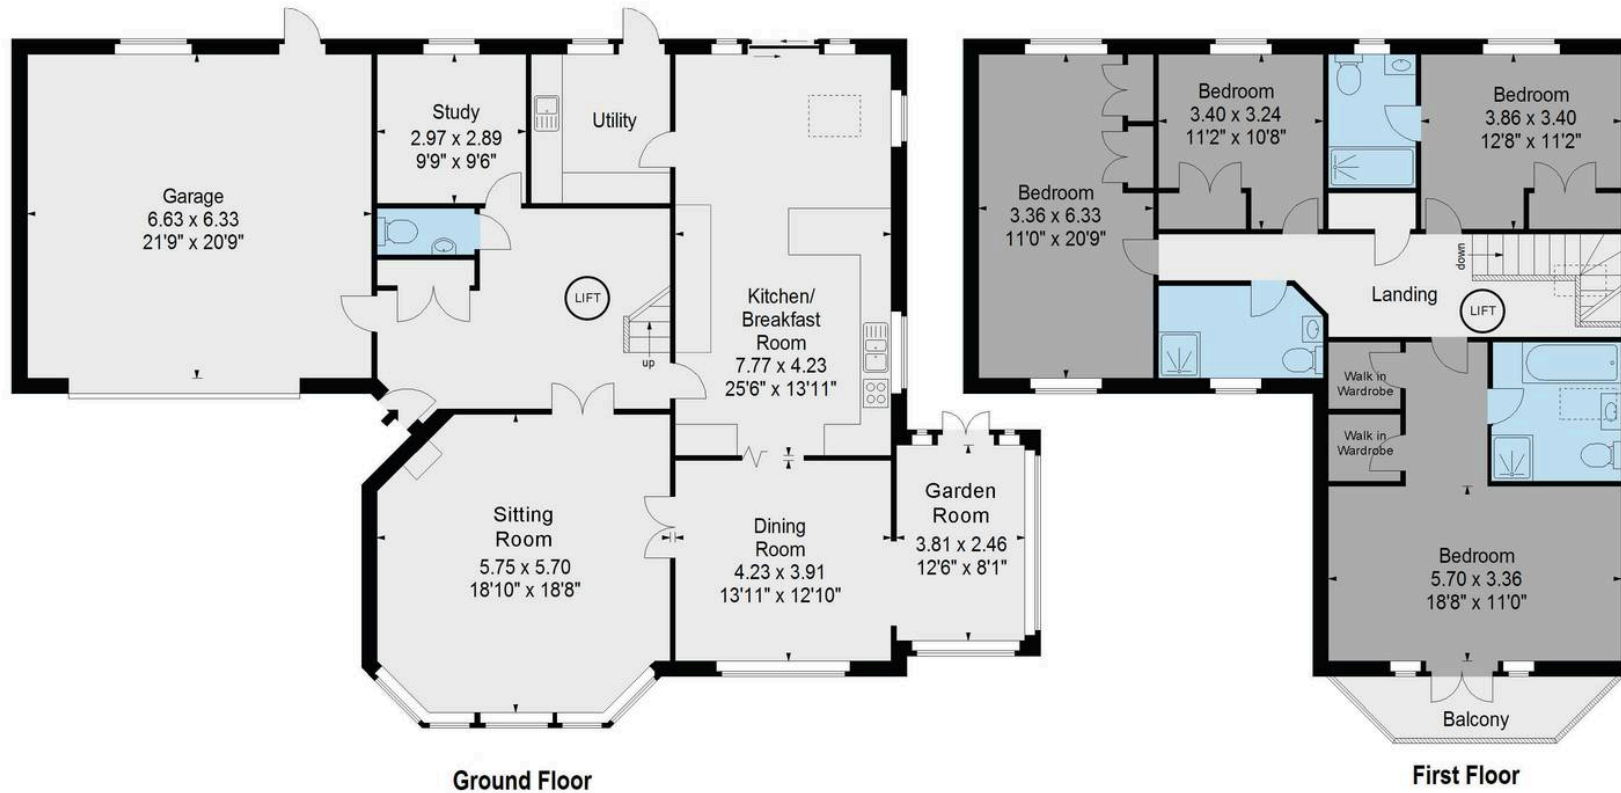 Garage
6.63 x 6.33
21'9" x 20'9"
Study
2.97 x 2.89
9'9" x 9'6"
Utility
LIFT
up
Kitchen/
Breakfast
Room
7.77 x 4.23
25'6" x 13'11"
Sitting
Room
5.75 x 5.70
18'10" x 18'8"
Dining
Room
4.23 x 3.91
13'11" x 12'10"
Garden
Room
3.81 x 2.46
12'6" x 8'1"
Ground Floor
Bedroom
3.36 x 6.33
11'0" x 20'9"
Bedroom
3.40 x 3.24
11'2" x 10'8"
Bedroom
3.86 x 3.40
12'8" x 11'2"
down
Landing
LIFT
Walk in
Wardrobe
Walk in
Wardrobe
Bedroom
5.70 x 3.36
18'8" x 11'0"
Balcony
First Floor